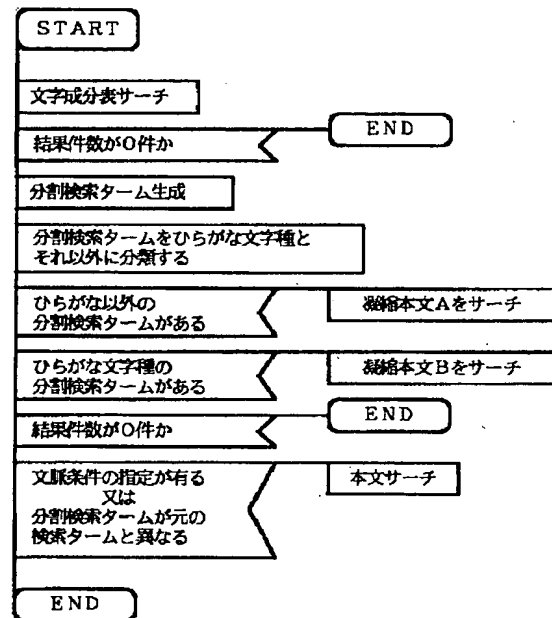 START
文字成分表サーチ
結果件数が0件か
END
分割検索ターム生成
分割検索タームをひらがな文字種と
それ以外に分類する
ひらがな以外の
分割検索タームがある
凝縮本文Aをサーチ
ひらがな文字種の
分割検索タームがある
凝縮本文Bをサーチ
結果件数が0件か
END
文脈条件の指定が有る
又は
分割検索タームが元の
検索タームと異なる
本文サーチ
END